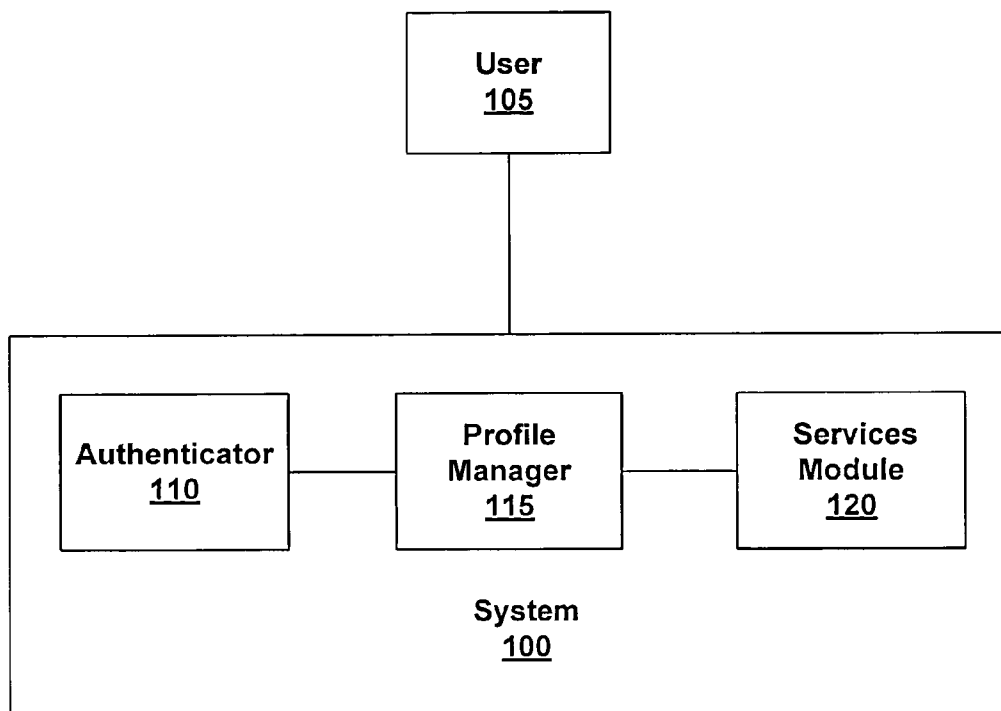 User
105
Authenticator
110
Profile
Manager
115
Services
Module
120
System
100